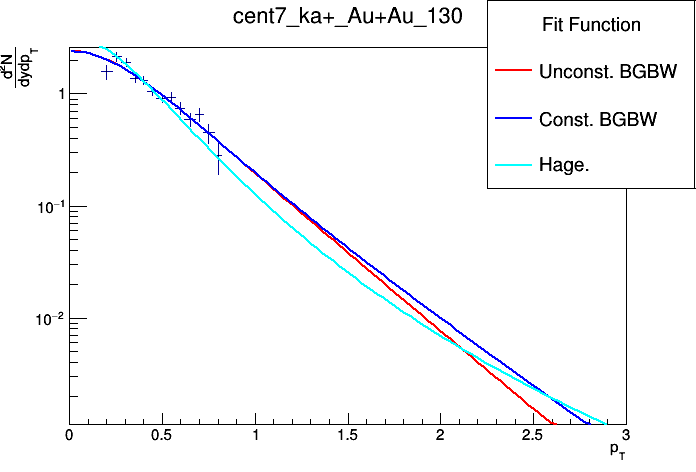 cent7_ka+_Au+Au_130
Fit Function
Unconst. BGBW
Const. BGBW
Hage.
d²N
dydp_T
1
10⁻¹
10⁻²
0 0.5 1 1.5 2 2.5 3
p_T